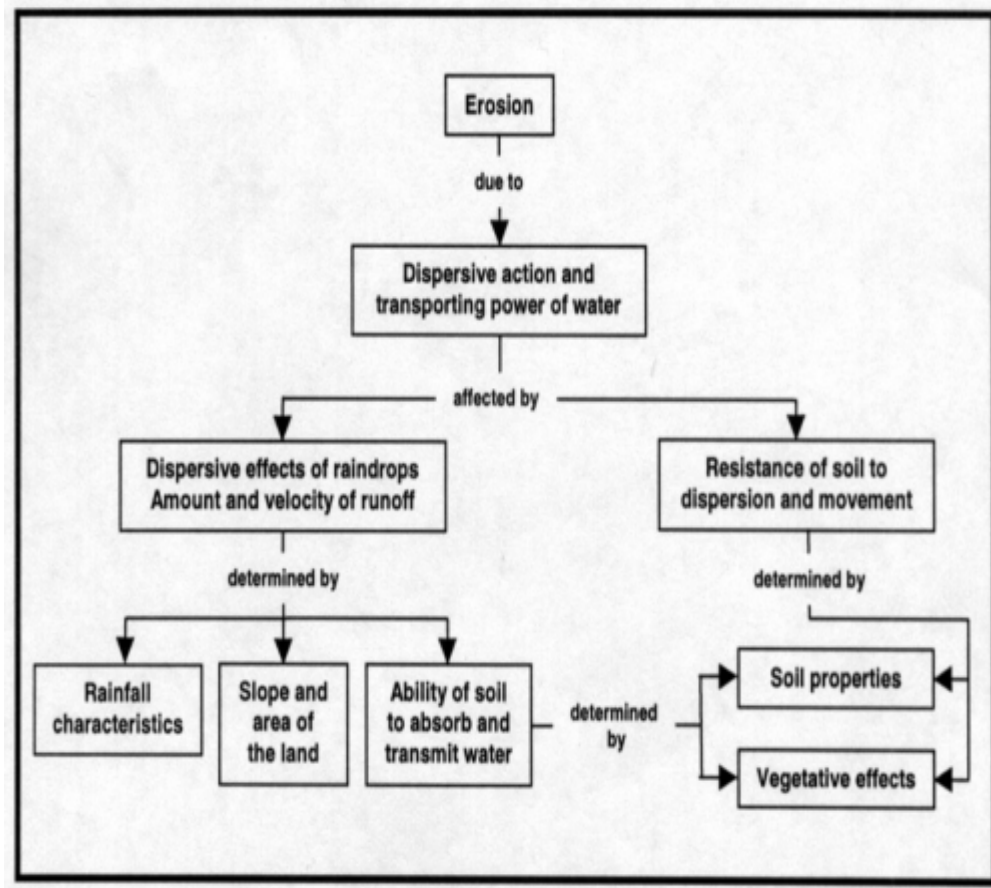 Erosion
due to
Dispersive action and
transporting power of water
affected by
Dispersive effects of raindrops
Amount and velocity of runoff
Resistance of soil to
dispersion and movement
determined by
determined by
Rainfall
characteristics
Slope and
area of
the land
Ability of soil
to absorb and
transmit water
determined
by
Soil properties
Vegetative effects